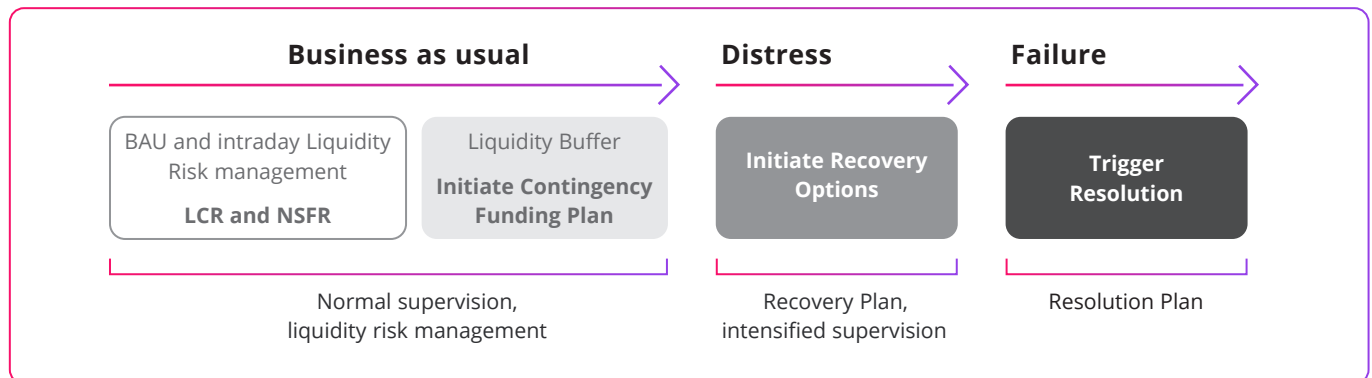 Business as usual
Distress
Failure
BAU and intraday Liquidity
Risk management
LCR and NSFR
Liquidity Buffer
Initiate Contingency
Funding Plan
Initiate Recovery
Options
Trigger
Resolution
Normal supervision,
liquidity risk management
Recovery Plan,
intensified supervision
Resolution Plan